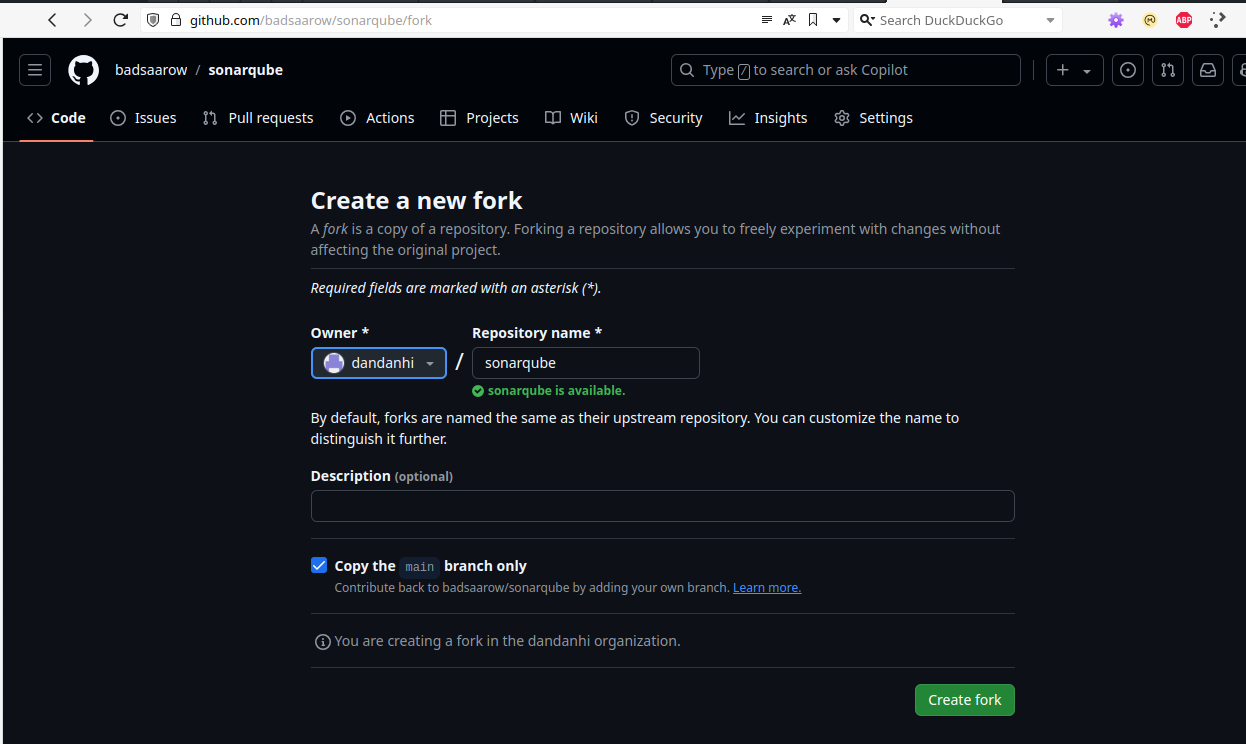 github.com/badsaarow/sonarqube/fork
Search DuckDuckGo
ABP
badsaarow / sonarqube
Type / to search or ask Copilot
Code Issues Pull requests Actions Projects Wiki Security Insights Settings
Create a new fork
A fork is a copy of a repository. Forking a repository allows you to freely experiment with changes without
affecting the original project.
Required fields are marked with an asterisk (*).
Owner * Repository name *
dandanhi / sonarqube
sonarqube is available.
By default, forks are named the same as their upstream repository. You can customize the name to
distinguish it further.
Description (optional)
Copy the main branch only
Contribute back to badsaarow/sonarqube by adding your own branch. Learn more.
You are creating a fork in the dandanhi organization.
Create fork